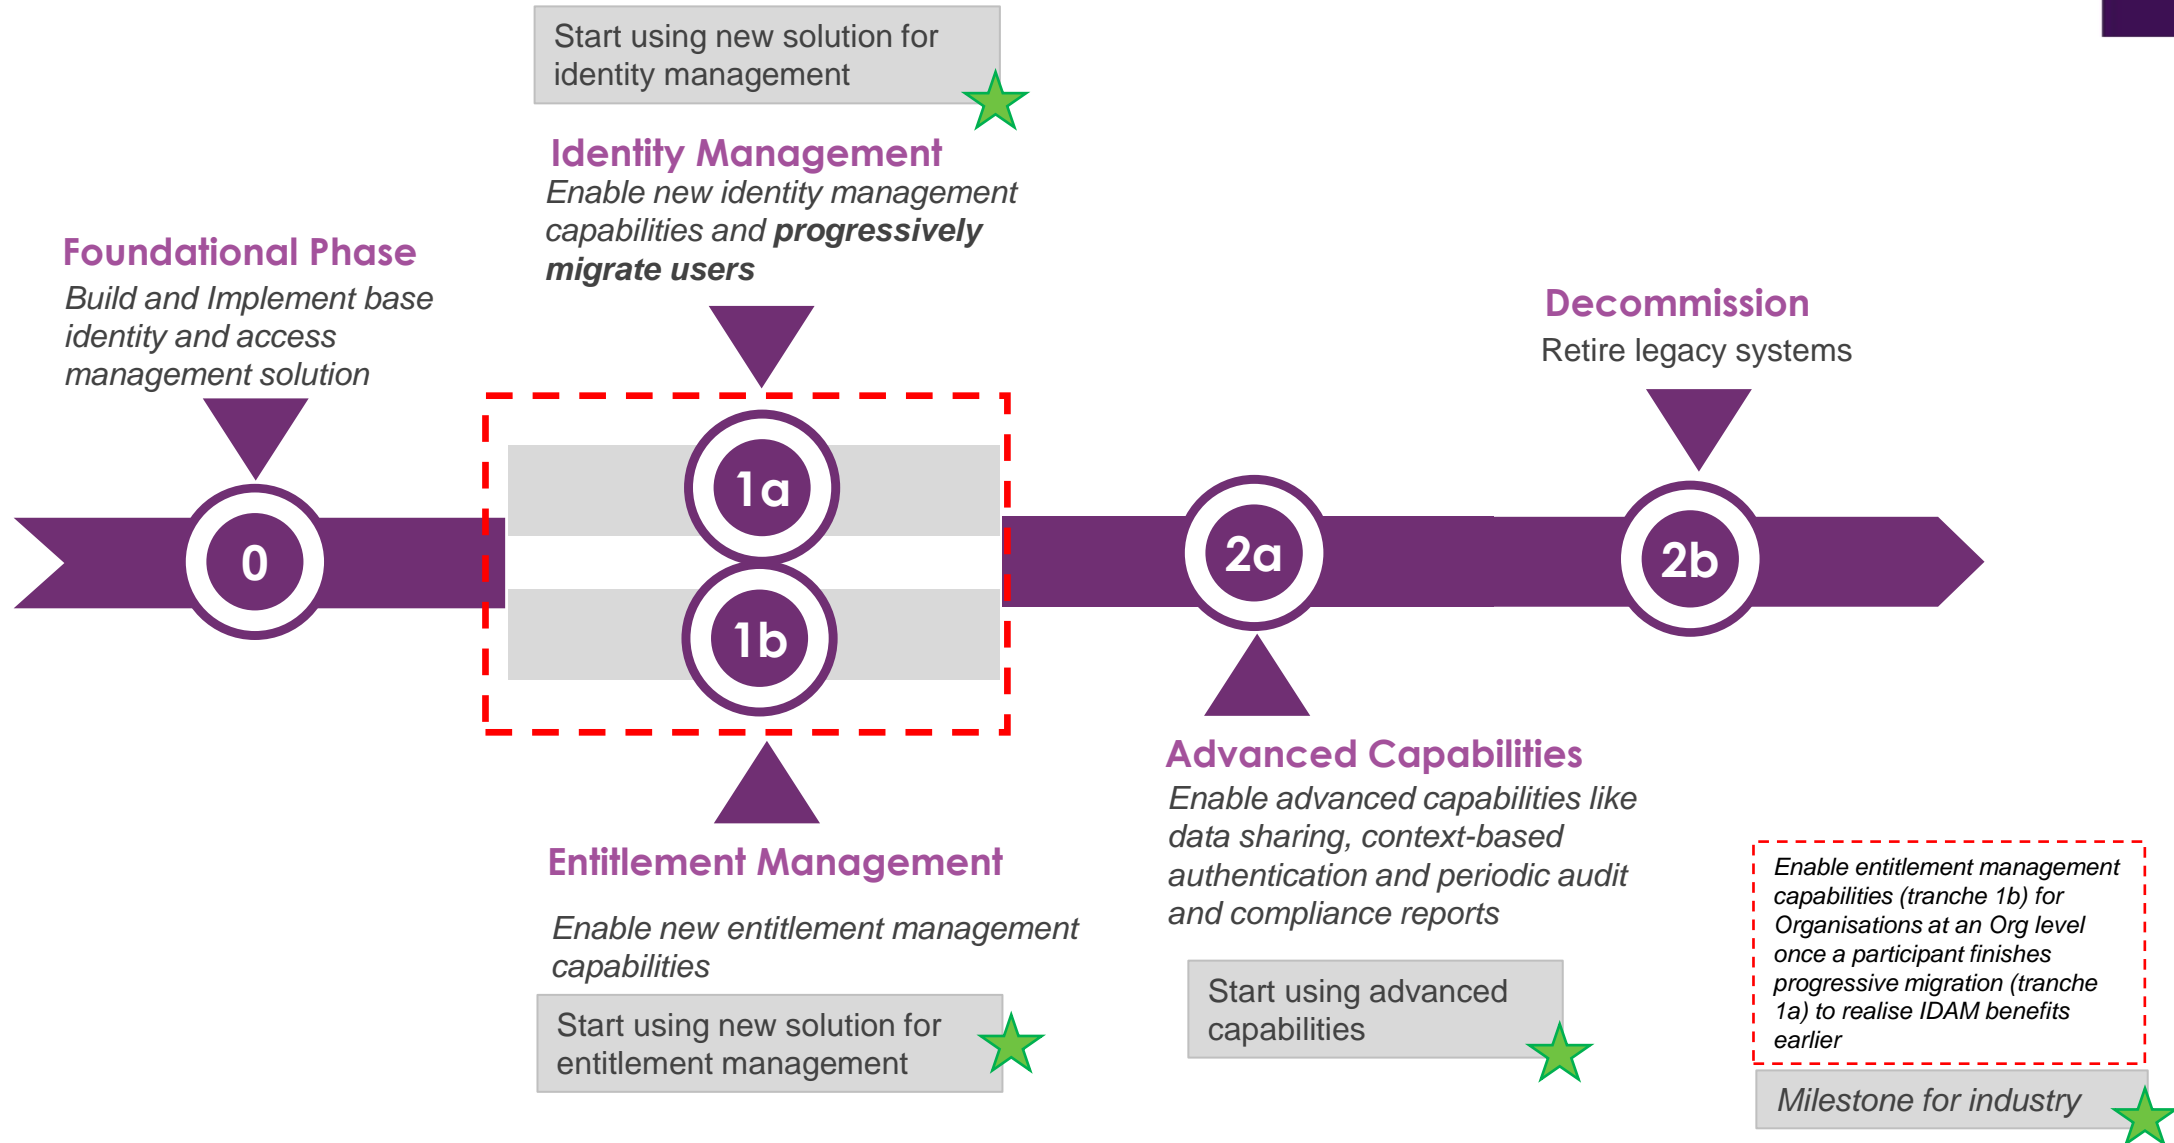 Start using new solution for
identity management
Identity Management
Enable new identity management
capabilities and progressively
migrate users
Foundational Phase
Build and Implement base
identity and access
management solution
Decommission
Retire legacy systems
0
1a
1b
2a
2b
Entitlement Management
Enable new entitlement management
capabilities
Start using new solution for
entitlement management
Advanced Capabilities
Enable advanced capabilities like
data sharing, context-based
authentication and periodic audit
and compliance reports
Start using advanced
capabilities
Enable entitlement management
capabilities (tranche 1b) for
Organisations at an Org level
once a participant finishes
progressive migration (tranche
1a) to realise IDAM benefits
earlier
Milestone for industry